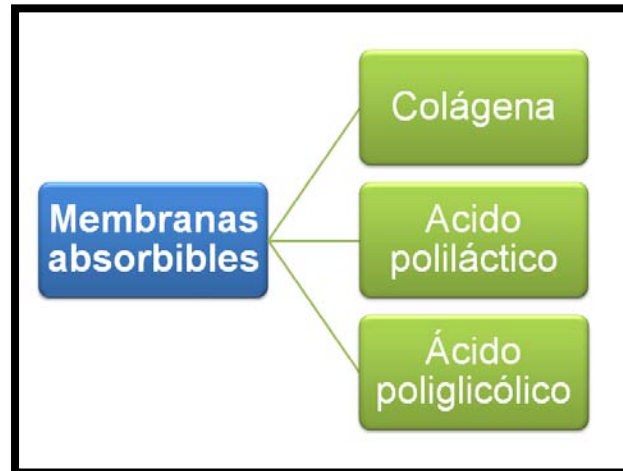 Membranas
absorbibles
Colágena
Acido
poliláctico
Ácido
poliglicólico